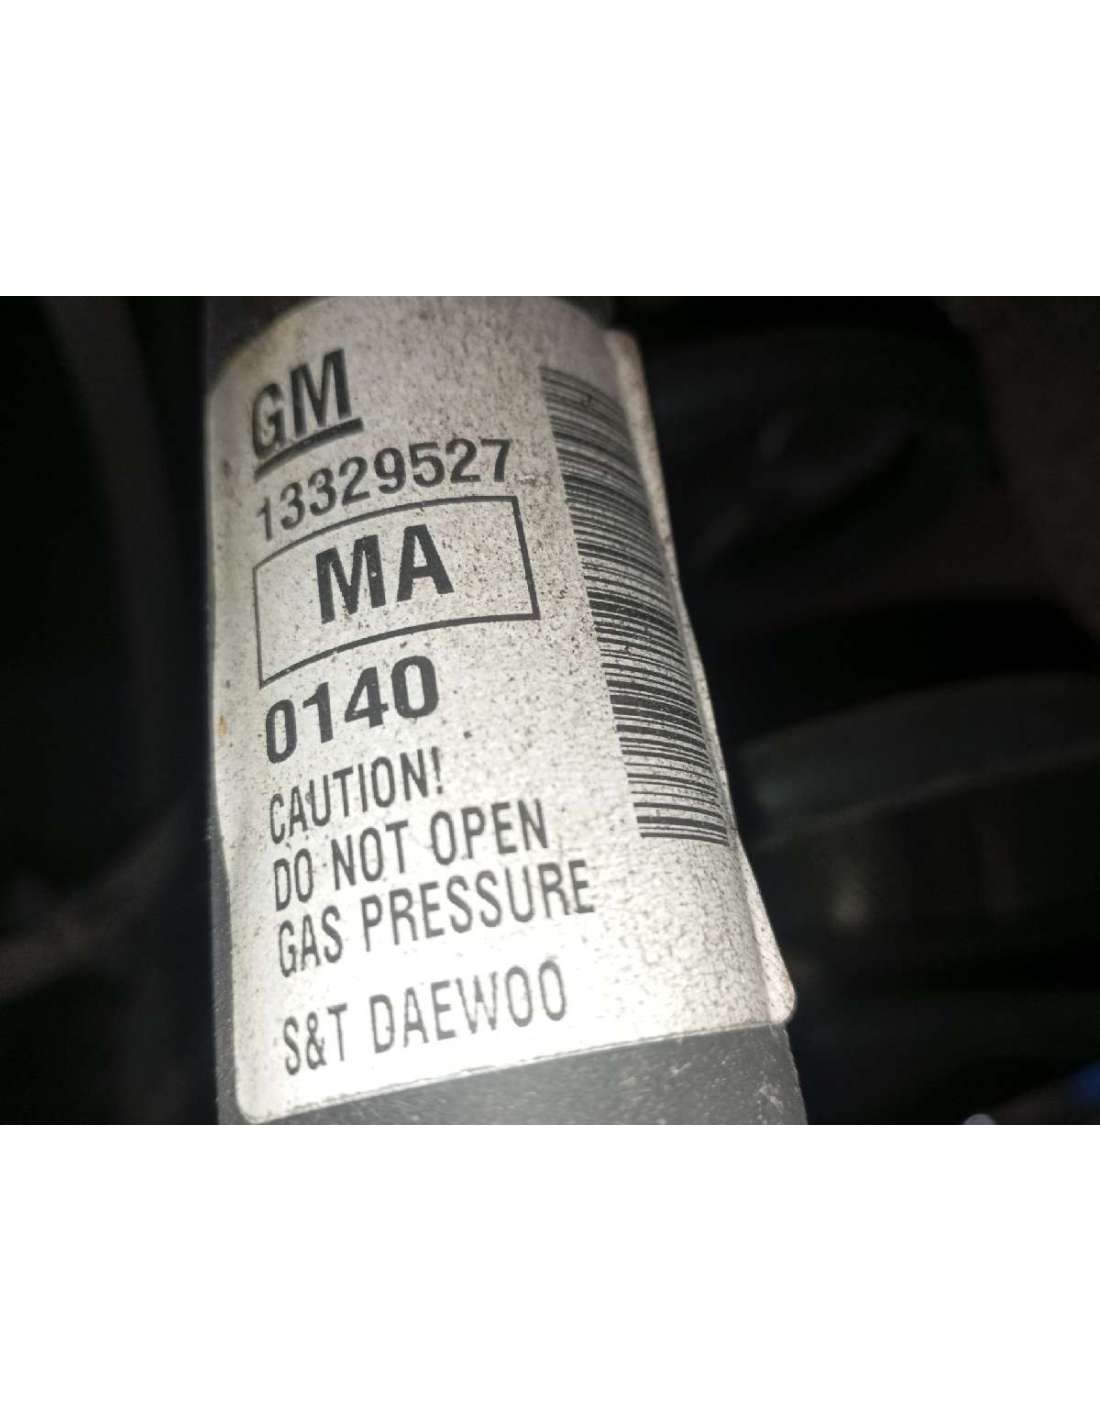 GM
13329527
MA
0140
CAUTION!
DO NOT OPEN
GAS PRESSURE
S&T DAEWOO